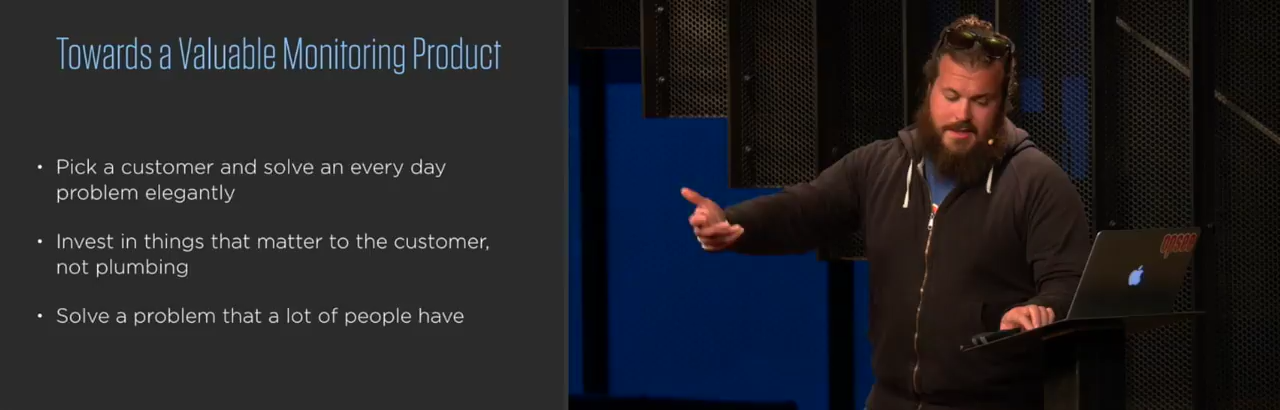 Towards a Valuable Monitoring Product
• Pick a customer and solve an every day
problem elegantly
• Invest in things that matter to the customer,
not plumbing
• Solve a problem that a lot of people have